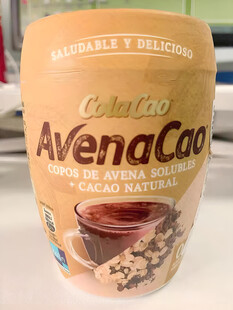 SALUDABLE Y DELICIOSO
ColaCao
AvenaCao
COPOS DE AVENA SOLUBLES
+ CACAO NATURAL